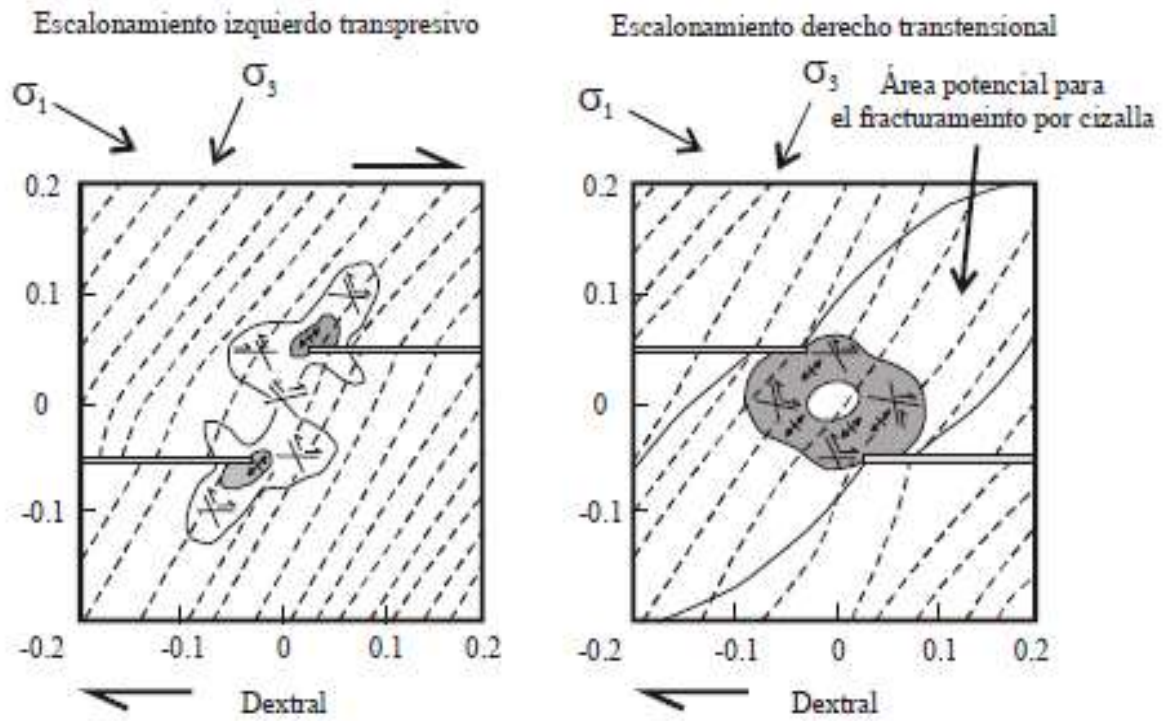 Escalonamiento izquierdo transpresivo
σ1
σ3
0.2
0.1
0
-0.1
-0.2
-0.1
0
0.1
0.2
Dextral
Escalonamiento derecho transtensional
σ1
σ3
Área potencial para
el fracturameinto por cizalla
0.2
0.1
0
-0.1
-0.2
-0.1
0
0.1
0.2
Dextral